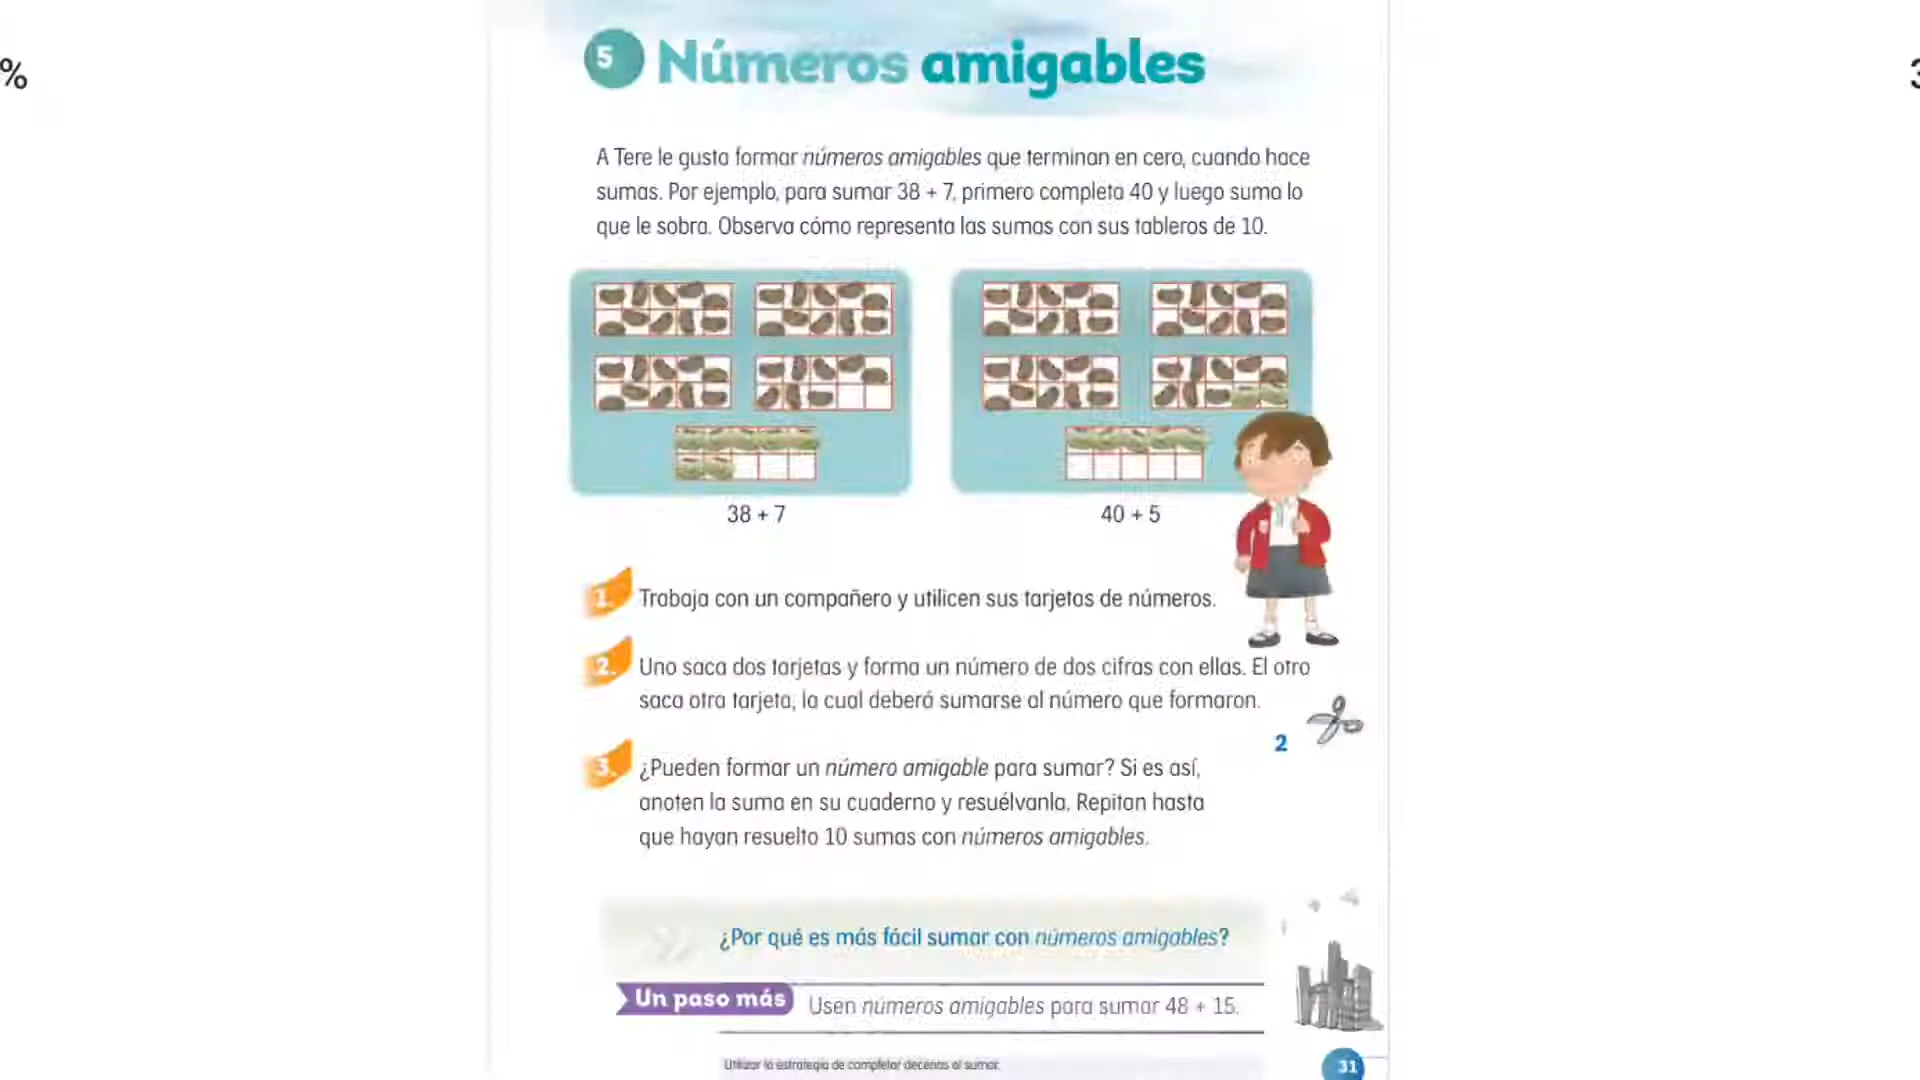 %
3
5 Números amigables
A Tere le gusta formar números amigables que terminan en cero, cuando hace
sumas. Por ejemplo, para sumar 38 + 7, primero completa 40 y luego suma lo
que le sobra. Observa cómo representa las sumas con sus tableros de 10.
38 + 7
40 + 5
1. Trabaja con un compañero y utilicen sus tarjetas de números.
2. Uno saca dos tarjetas y forma un número de dos cifras con ellas. El otro
saca otra tarjeta, la cual deberá sumarse al número que formaron.
2
3. ¿Pueden formar un número amigable para sumar? Si es así,
anoten la suma en su cuaderno y resuélvanla. Repitan hasta
que hayan resuelto 10 sumas con números amigables.
¿Por qué es más fácil sumar con números amigables?
Un paso más Usen números amigables para sumar 48 + 15.
Utilizar la estrategia de completar decenas al sumar.
31